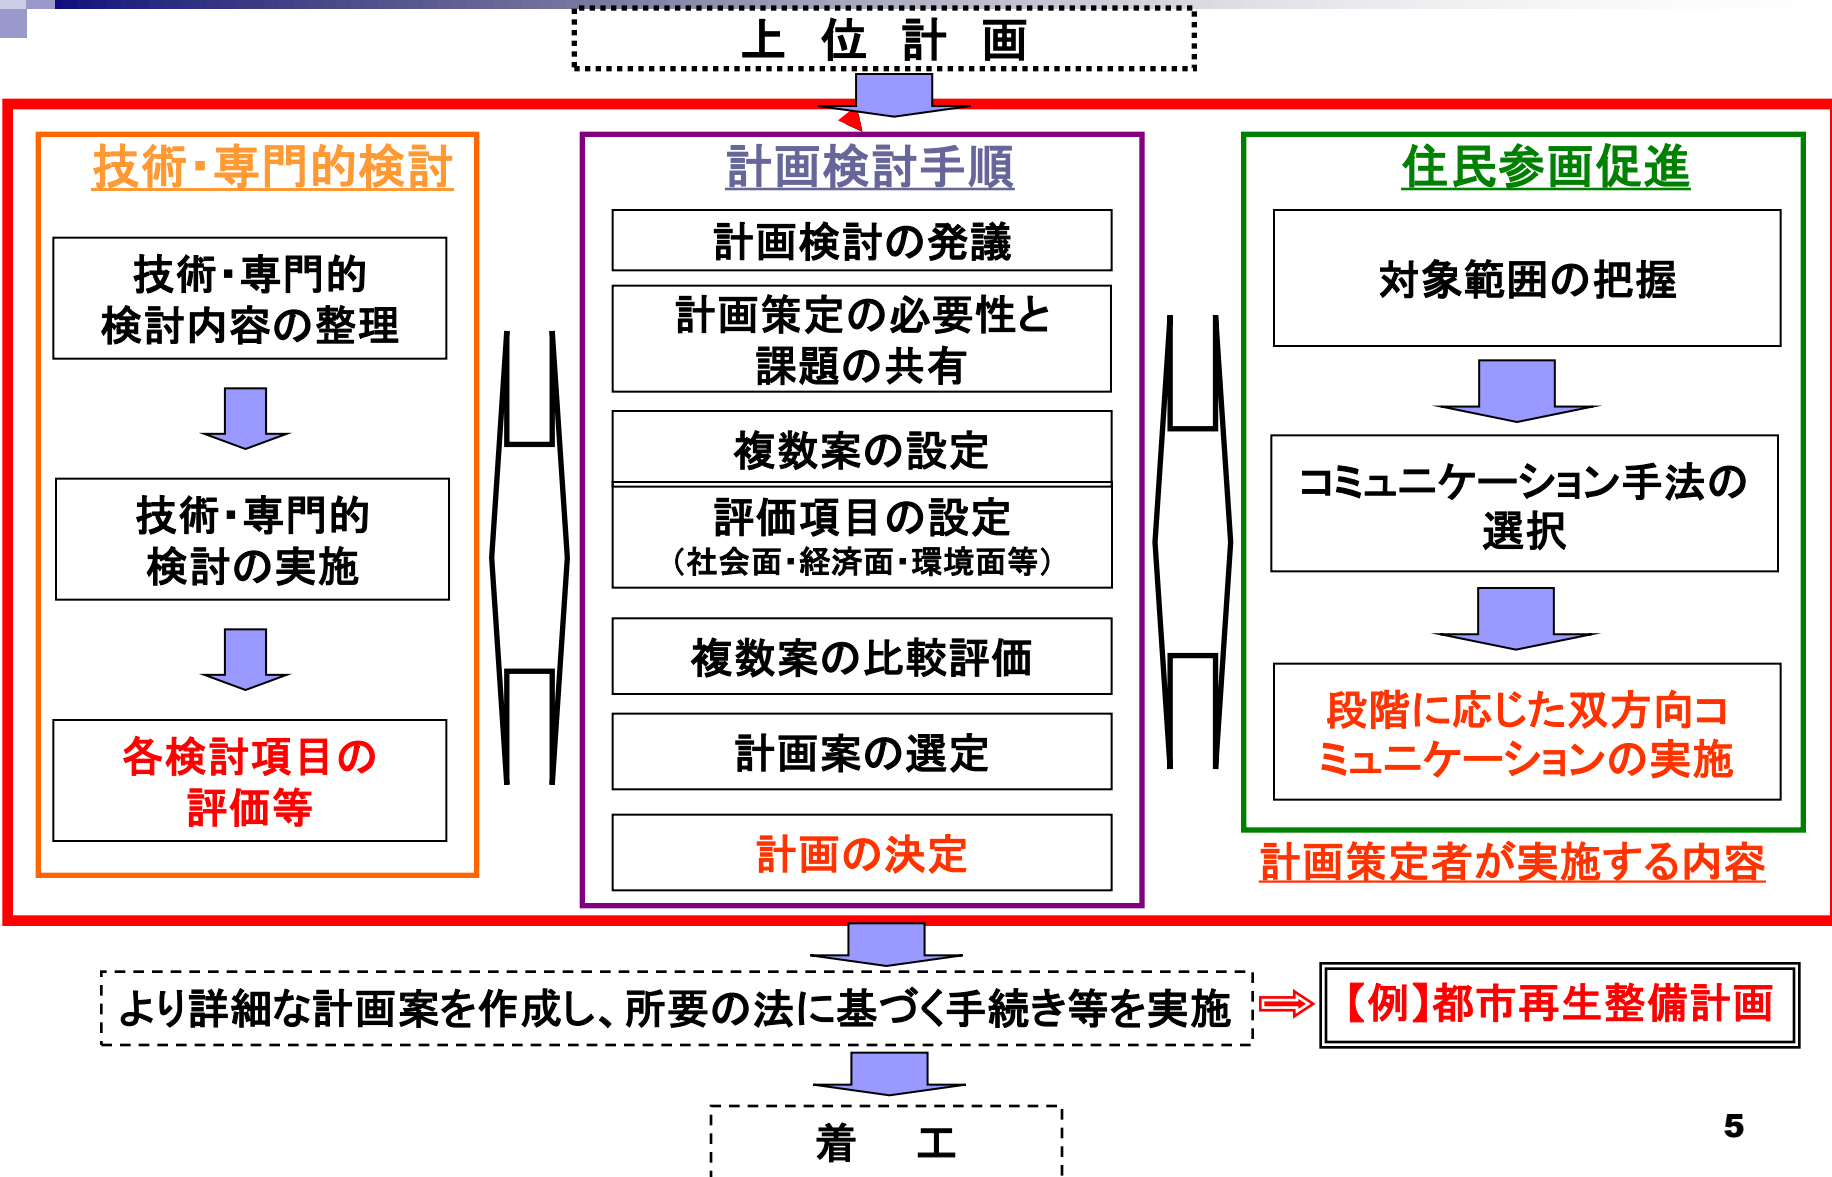 上 位 計 画
技術・専門的検討
技術・専門的
検討内容の整理
技術・専門的
検討の実施
各検討項目の
評価等
計画検討手順
計画検討の発議
計画策定の必要性と
課題の共有
複数案の設定
評価項目の設定
（社会面・経済面・環境面等）
複数案の比較評価
計画案の選定
計画の決定
住民参画促進
対象範囲の把握
コミュニケーション手法の
選択
段階に応じた双方向コ
ミュニケーションの実施
計画策定者が実施する内容
より詳細な計画案を作成し、所要の法に基づく手続き等を実施
【例】都市再生整備計画
着 工
5